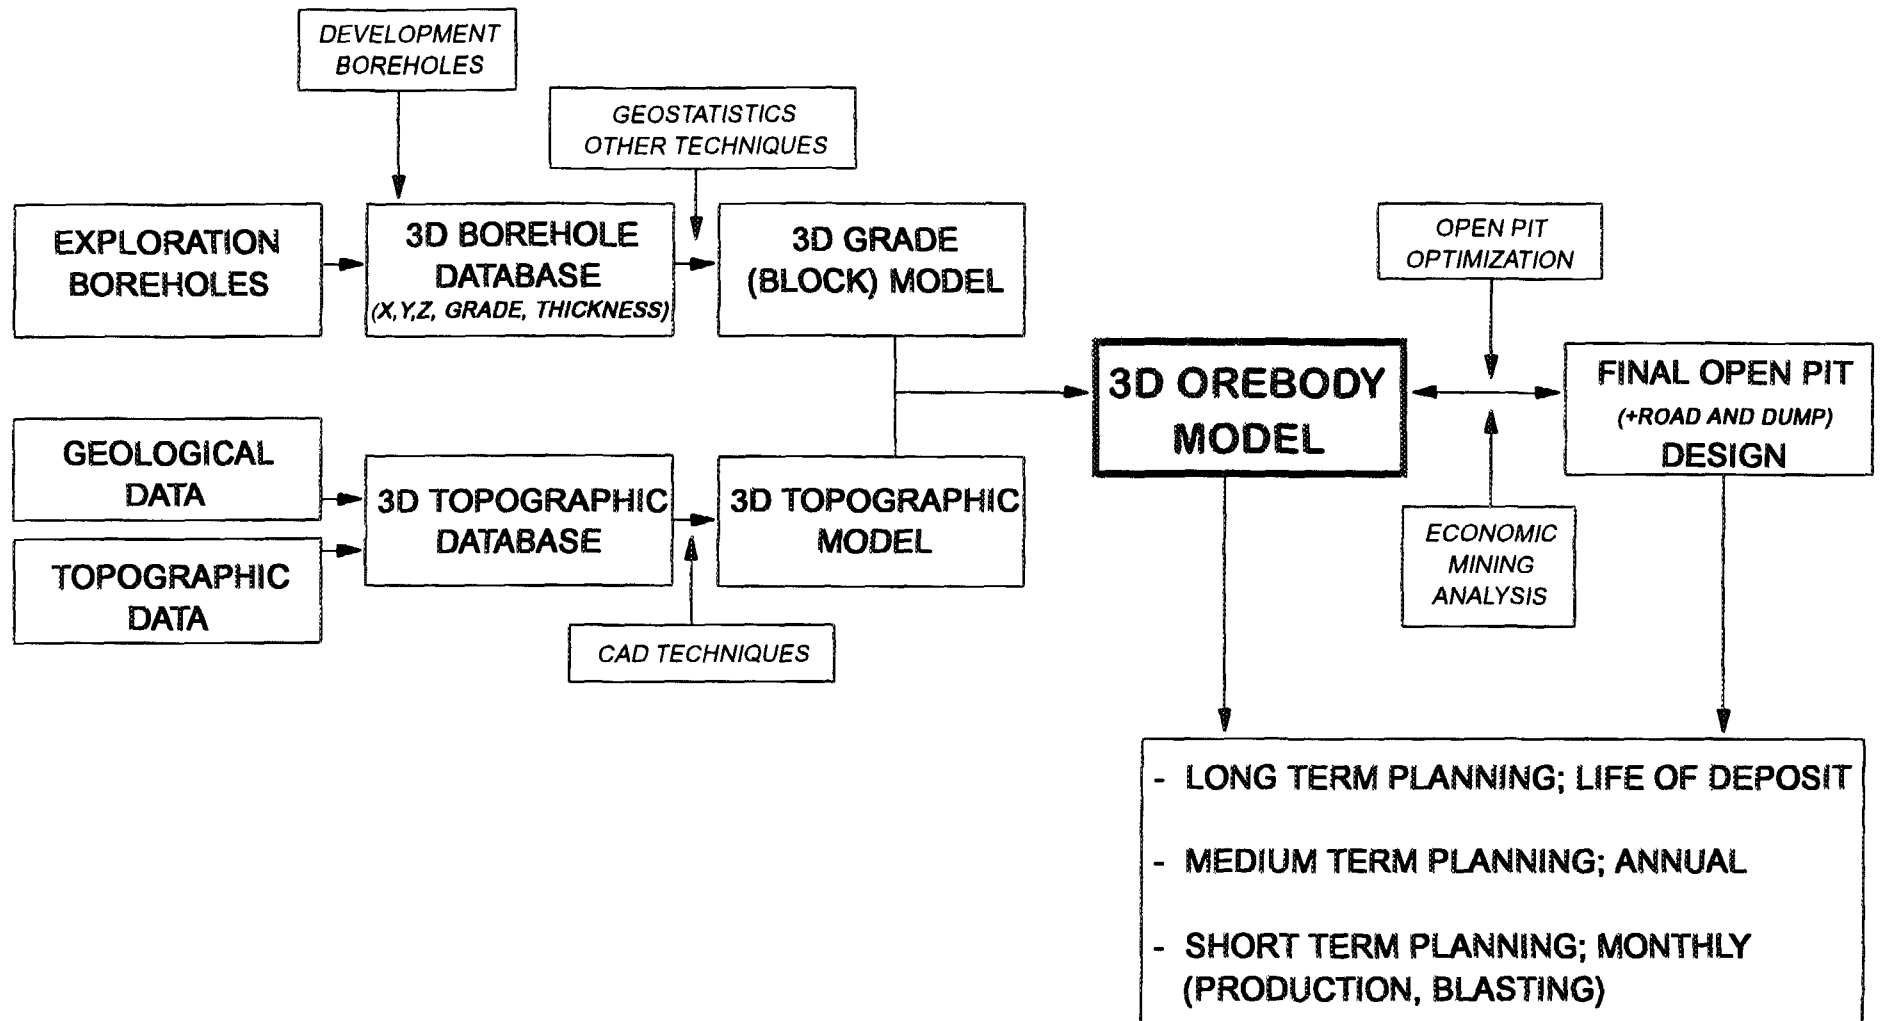 DEVELOPMENT
BOREHOLES
GEOSTATISTICS
OTHER TECHNIQUES
EXPLORATION
BOREHOLES
3D BOREHOLE
DATABASE
(X,Y,Z, GRADE, THICKNESS)
3D GRADE
(BLOCK) MODEL
OPEN PIT
OPTIMIZATION
3D OREBODY
MODEL
FINAL OPEN PIT
(+ROAD AND DUMP)
DESIGN
GEOLOGICAL
DATA
TOPOGRAPHIC
DATA
3D TOPOGRAPHIC
DATABASE
3D TOPOGRAPHIC
MODEL
CAD TECHNIQUES
ECONOMIC
MINING
ANALYSIS
- LONG TERM PLANNING; LIFE OF DEPOSIT
- MEDIUM TERM PLANNING; ANNUAL
- SHORT TERM PLANNING; MONTHLY
(PRODUCTION, BLASTING)